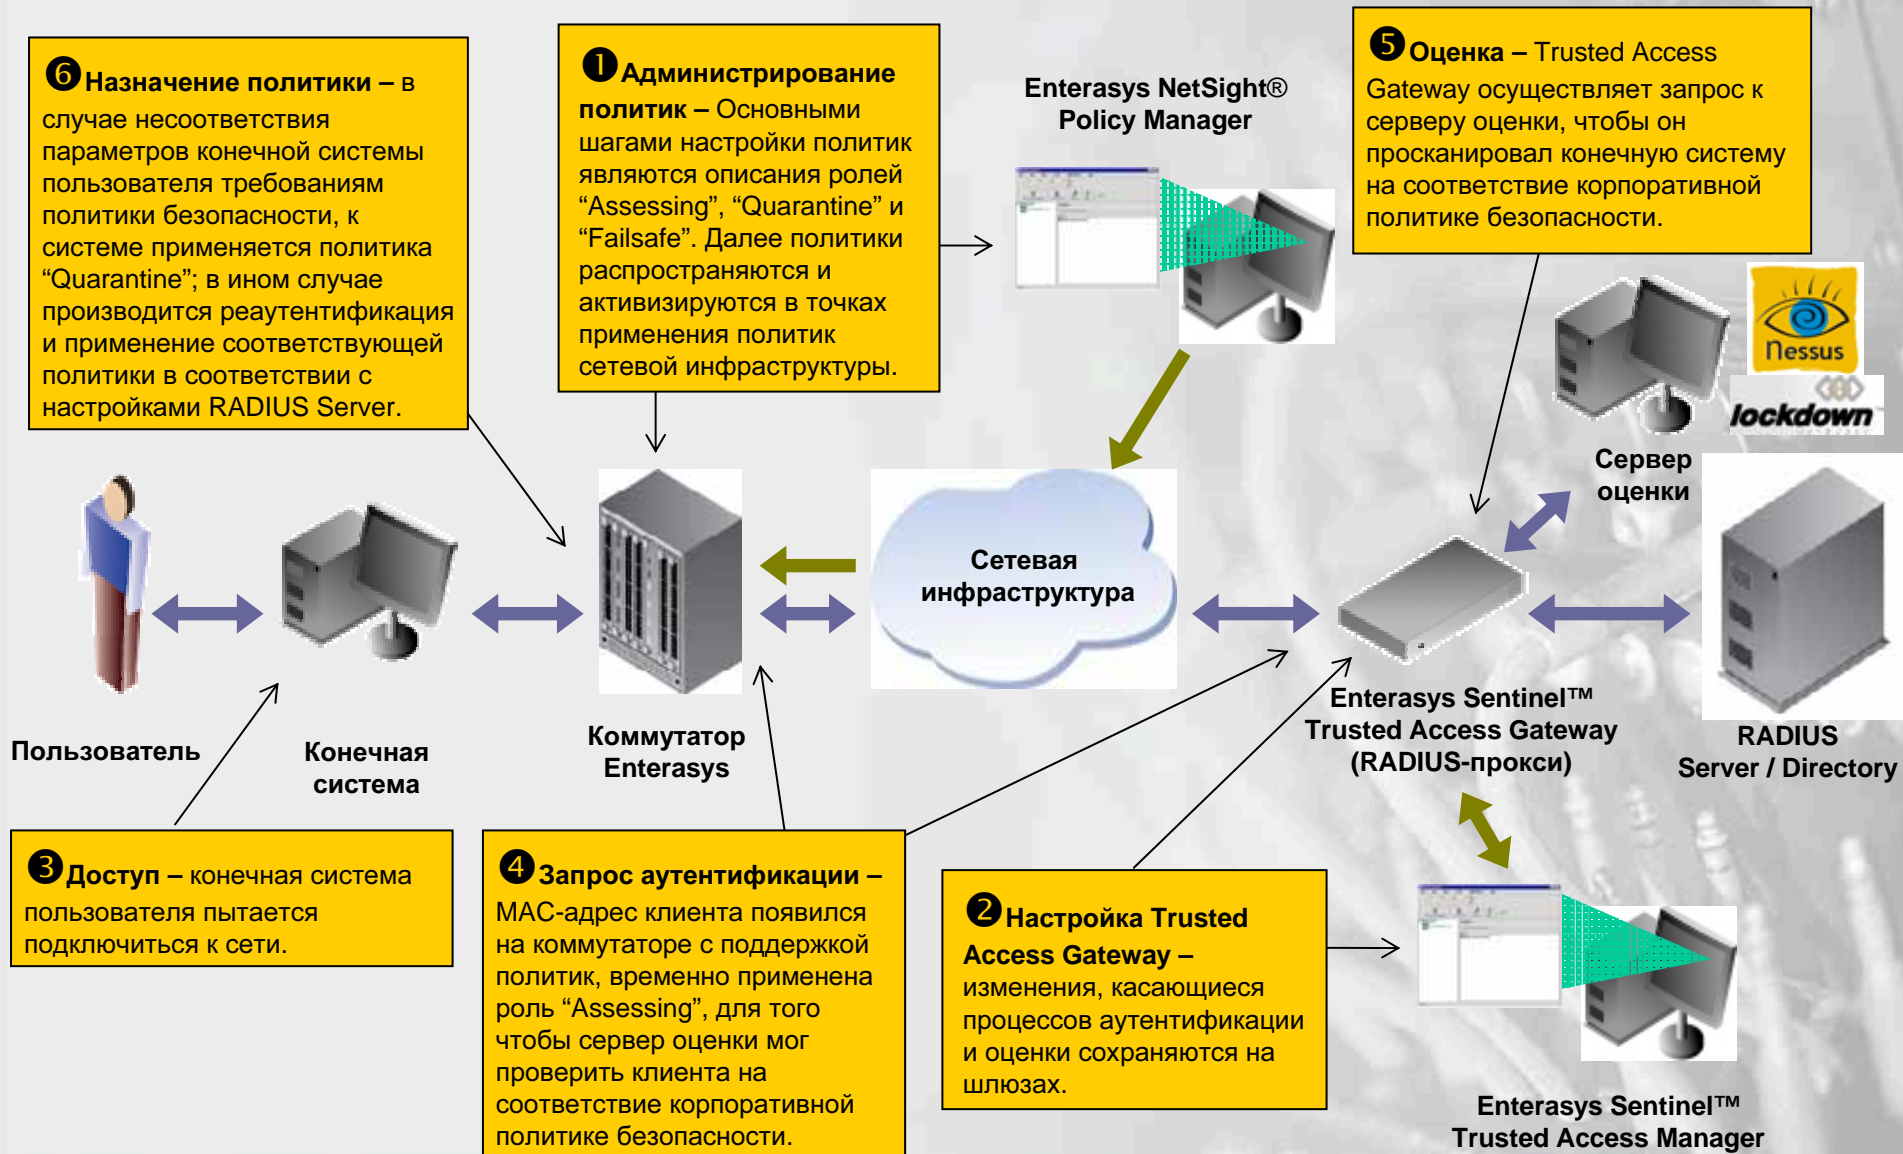 ❻Назначение политики – в
случае несоответствия
параметров конечной системы
пользователя требованиям
политики безопасности, к
системе применяется политика
“Quarantine”; в ином случае
производится реаутентификация
и применение соответствующей
политики в соответствии с
настройками RADIUS Server.
❶Администрирование
политик – Основными
шагами настройки политик
являются описания ролей
“Assessing”, “Quarantine” и
“Failsafe”. Далее политики
распространяются и
активизируются в точках
применения политик
сетевой инфраструктуры.
Enterasys NetSight®
Policy Manager
❺Оценка – Trusted Access
Gateway осуществляет запрос к
серверу оценки, чтобы он
просканировал конечную систему
на соответствие корпоративной
политике безопасности.
nessus
lockdown
Сервер
оценки
Сетевая
инфраструктура
Пользователь
Конечная
система
Коммутатор
Enterasys
Enterasys Sentinel™
Trusted Access Gateway
(RADIUS-прокси)
RADIUS
Server / Directory
❸Доступ – конечная система
пользователя пытается
подключиться к сети.
❹Запрос аутентификации –
MAC-адрес клиента появился
на коммутаторе с поддержкой
политик, временно применена
роль “Assessing”, для того
чтобы сервер оценки мог
проверить клиента на
соответствие корпоративной
политике безопасности.
❷Настройка Trusted
Access Gateway –
изменения, касающиеся
процессов аутентификации
и оценки сохраняются на
шлюзах.
Enterasys Sentinel™
Trusted Access Manager